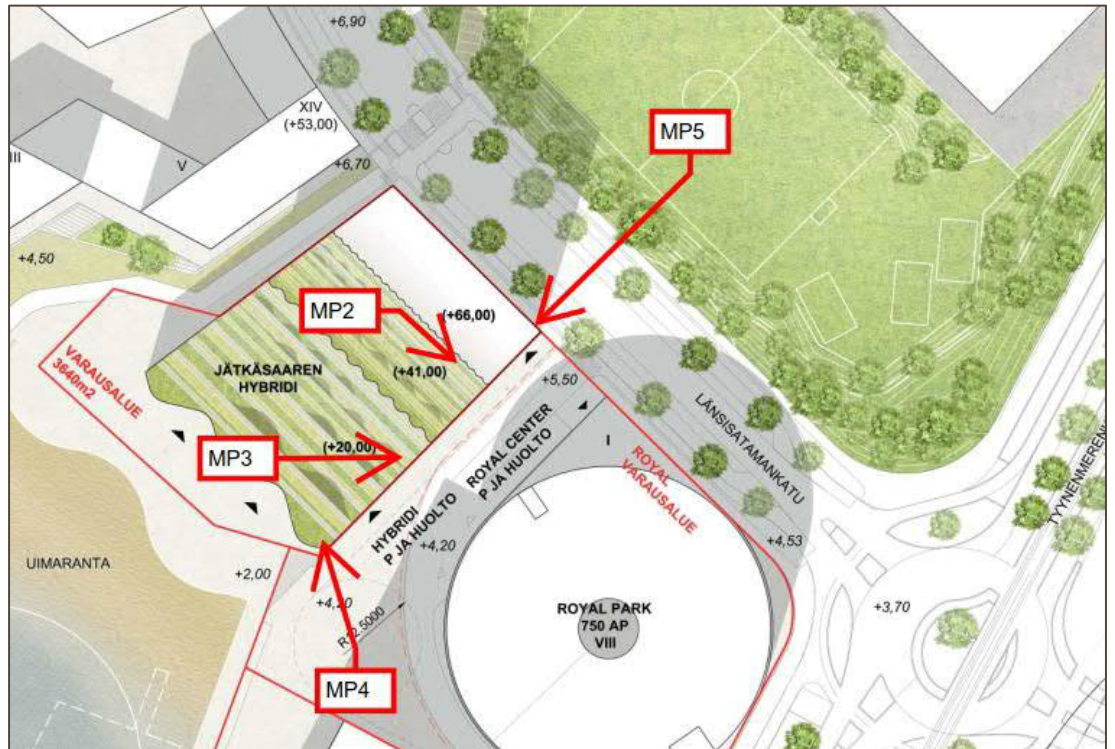 +6,90
XIV
(+53,00)
MP5
III
V
+6,70
+4,50
MP2
(+66,00)
VARAUSALUE
3640m2
JÄTKÄSAAREN
HYBRIDI
(+41,00)
+5,50
LÄNSISATAMANKATU
MP3
(+20,00)
ROYAL CENTER
P JA HUOLTO
I
ROYAL
VARAUSALUE
HYBRIDI
P JA HUOLTO
+4,20
+4,53
UIMARANTA
+2,00
+4,20
ROYAL PARK
750 AP
VIII
+3,70
MP4